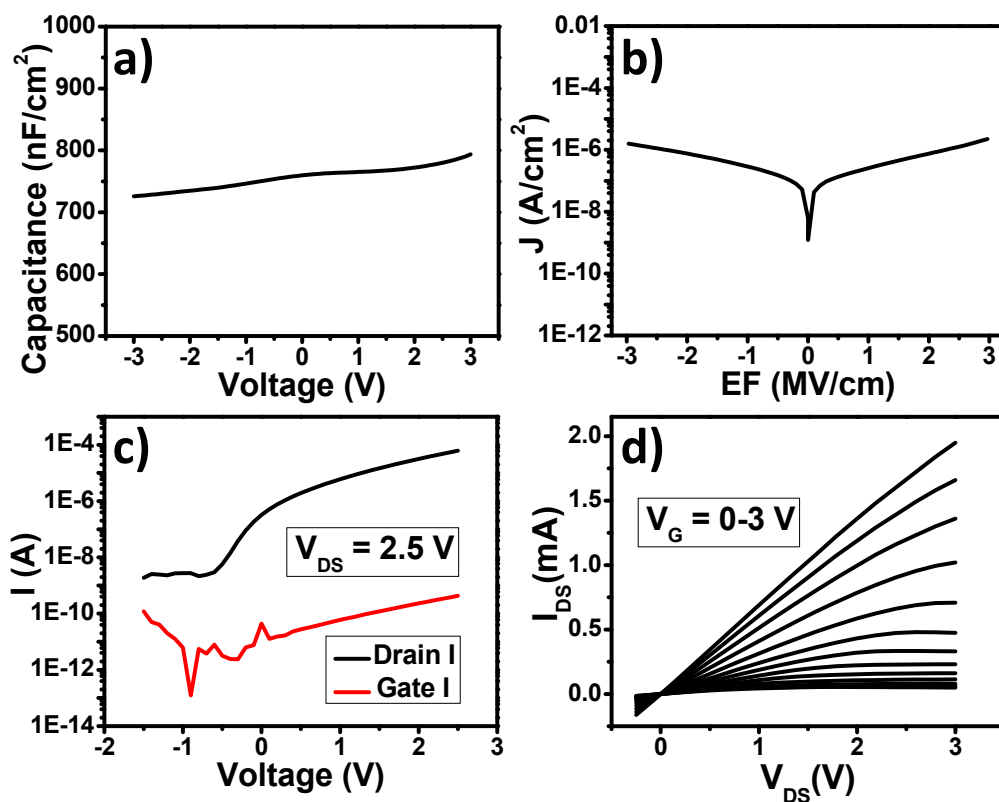 a)
1000
900
800
700
600
500
-3 -2 -1 0 1 2 3
Capacitance (nF/cm²)
Voltage (V)
b)
0.01
1E-4
1E-6
1E-8
1E-10
1E-12
-3 -2 -1 0 1 2 3
J (A/cm²)
EF (MV/cm)
c)
1E-4
1E-6
1E-8
1E-10
1E-12
1E-14
-2 -1 0 1 2 3
I (A)
Voltage (V)
V_DS = 2.5 V
Drain I
Gate I
d)
2.0
1.5
1.0
0.5
0.0
0 1 2 3
I_DS(mA)
V_DS(V)
V_G = 0-3 V